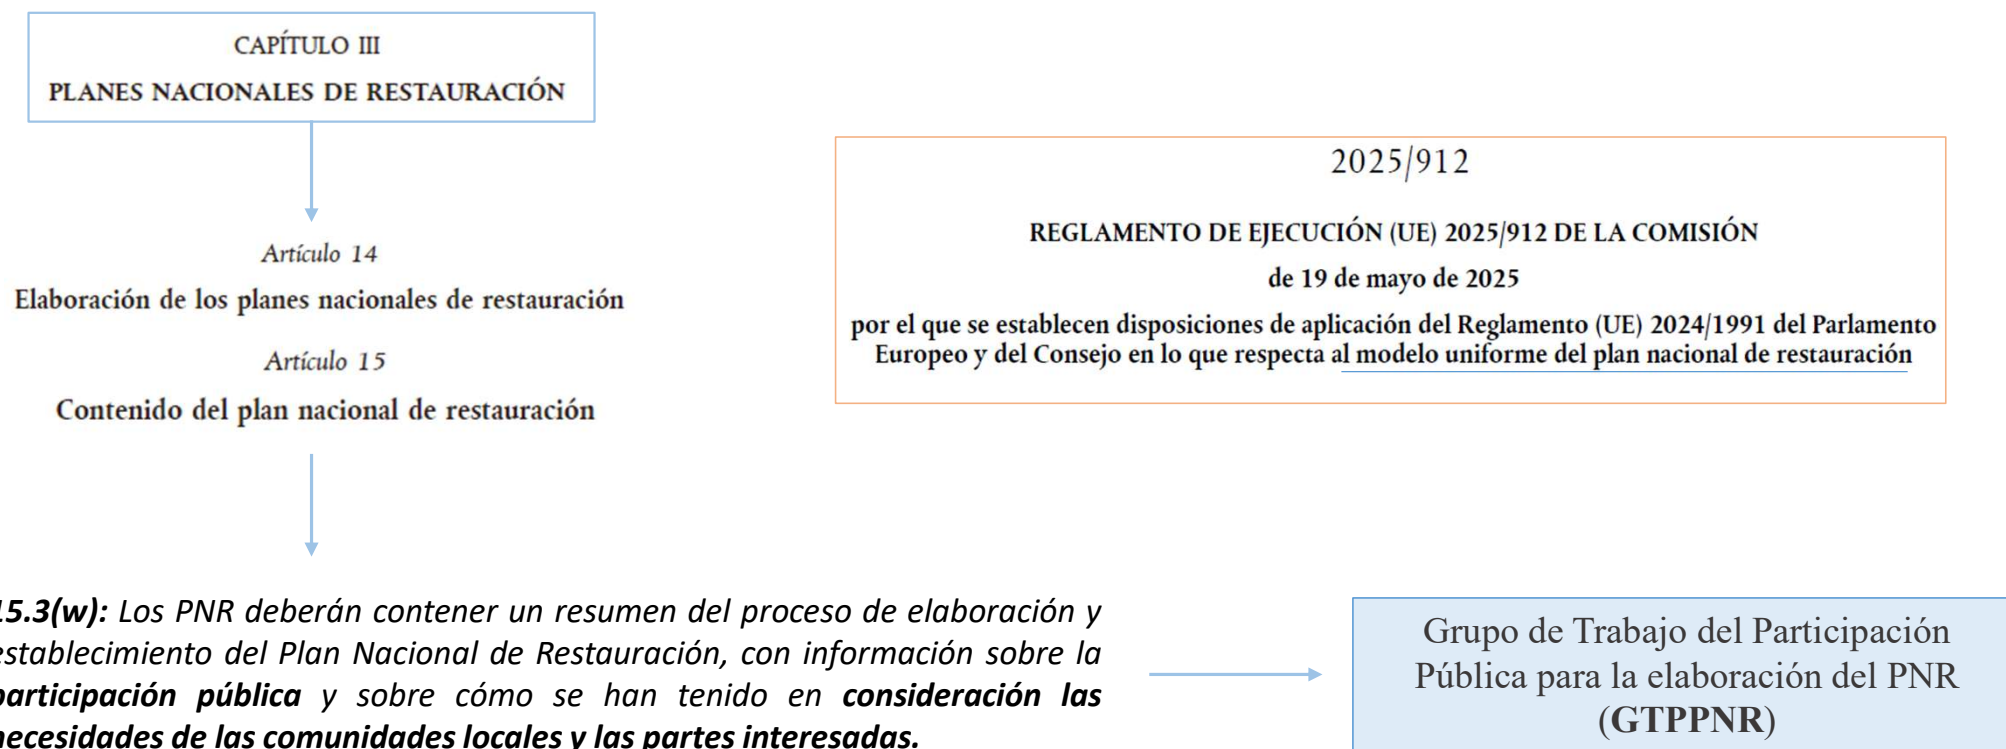 CAPÍTULO III
PLANES NACIONALES DE RESTAURACIÓN
Artículo 14
Elaboración de los planes nacionales de restauración
Artículo 15
Contenido del plan nacional de restauración
2025/912
REGLAMENTO DE EJECUCIÓN (UE) 2025/912 DE LA COMISIÓN
de 19 de mayo de 2025
por el que se establecen disposiciones de aplicación del Reglamento (UE) 2024/1991 del Parlamento
Europeo y del Consejo en lo que respecta al modelo uniforme del plan nacional de restauración
15.3(w): Los PNR deberán contener un resumen del proceso de elaboración y
establecimiento del Plan Nacional de Restauración, con información sobre la
participación pública y sobre cómo se han tenido en consideración las
necesidades de las comunidades locales y las partes interesadas.
Grupo de Trabajo del Participación
Pública para la elaboración del PNR
(GTPPNR)